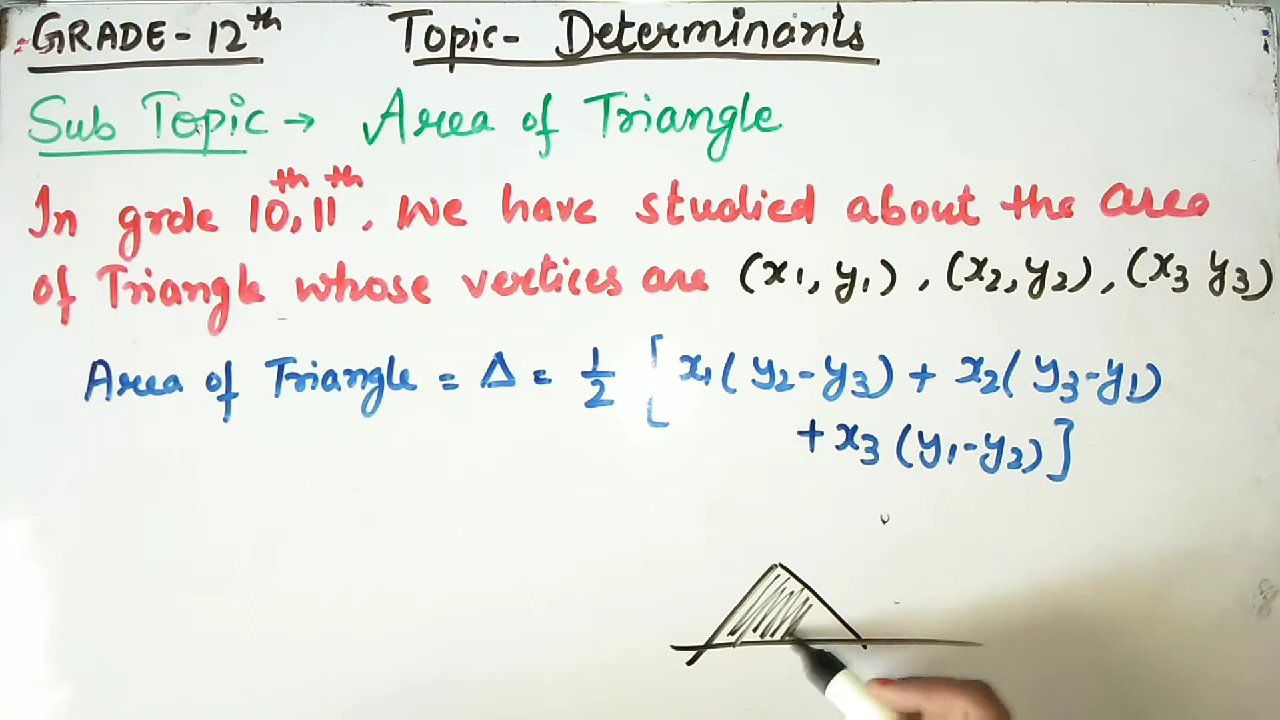 GRADE-12th Topic- Determinants
Sub Topic → Area of Triangle
In grde 10th, 11th, We have studied about the area
of Triangle whose vertices are (x1, y1), (x2, y2), (x3 y3)
Area of Triangle = Δ = 1/2 [x1(y2-y3) + x2(y3-y1)
+ x3(y1-y2)]